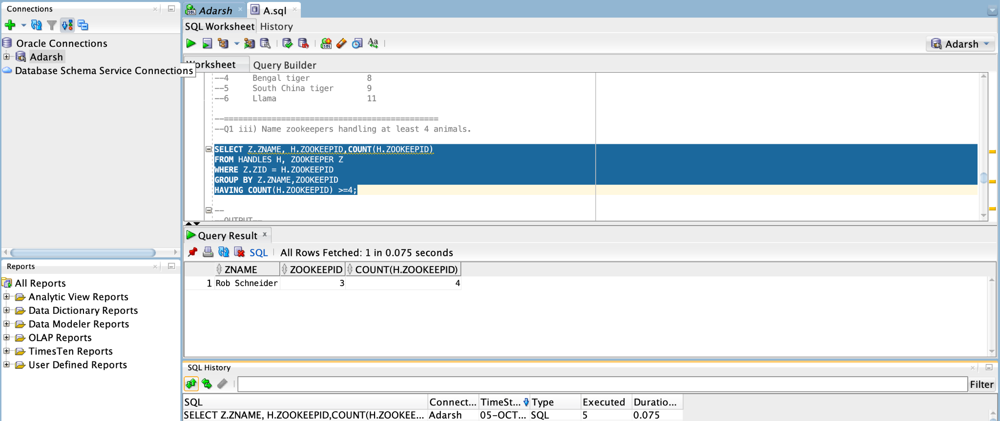 Connections
Oracle Connections
Adarsh
Database Schema Service Connections
Reports
All Reports
Analytic View Reports
Data Dictionary Reports
Data Modeler Reports
OLAP Reports
TimesTen Reports
User Defined Reports
Adarsh
A.sql
SQL Worksheet History
Adarsh
Worksheet Query Builder
--4 Bengal tiger 8
--5 South China tiger 9
--6 Llama 11
--=============================================
--Q1 iii) Name zookeepers handling at least 4 animals.
SELECT Z.ZNAME, H.ZOOKEEPID,COUNT(H.ZOOKEEPID)
FROM HANDLES H, ZOOKEEPER Z
WHERE Z.ZID = H.ZOOKEEPID
GROUP BY Z.ZNAME,ZOOKEEPID
HAVING COUNT(H.ZOOKEEPID) >=4;
--
--OUTPUT--
Query Result
SQL All Rows Fetched: 1 in 0.075 seconds
ZNAME ZOOKEEPID COUNT(H.ZOOKEEPID)
1 Rob Schneider 3 4
SQL History
Filter
SQL Connect... TimeSt... Type Executed Duratio...
SELECT Z.ZNAME, H.ZOOKEEPID,COUNT(H.ZOOKEE... Adarsh 05-OCT... SQL 5 0.075